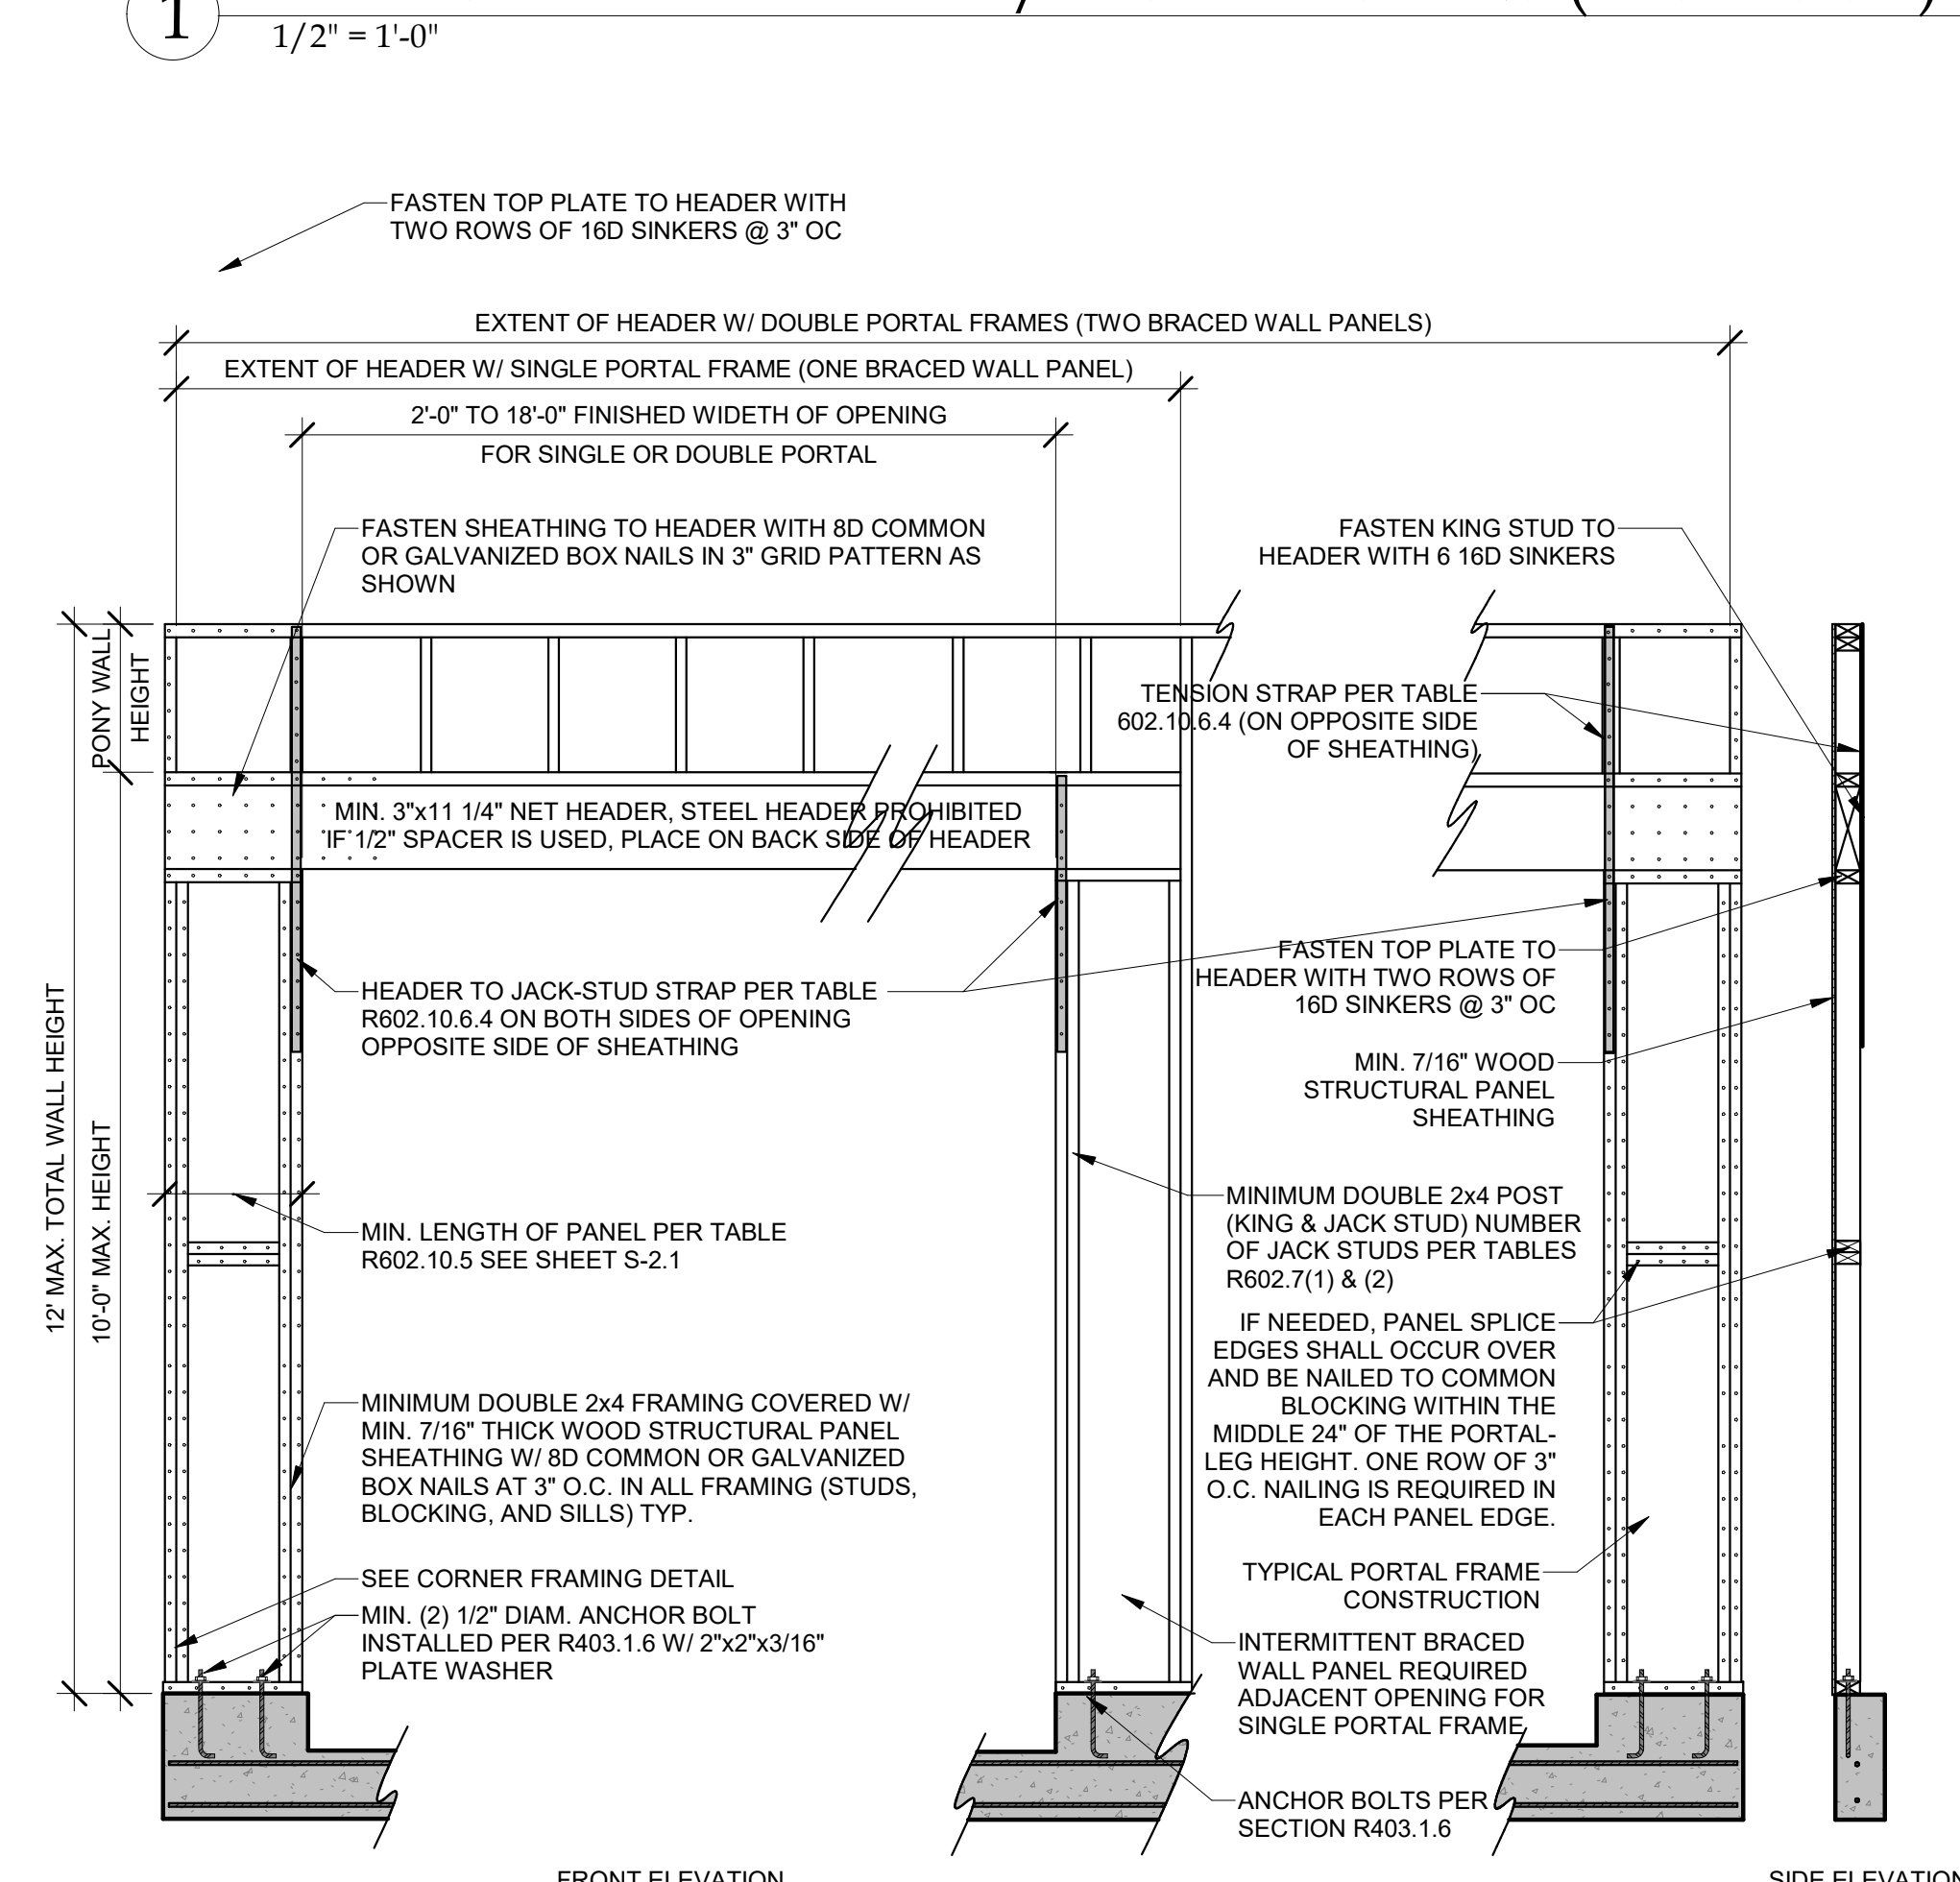 1
1/2" = 1'-0"
FASTEN TOP PLATE TO HEADER WITH
TWO ROWS OF 16D SINKERS @ 3" OC
EXTENT OF HEADER W/ DOUBLE PORTAL FRAMES (TWO BRACED WALL PANELS)
EXTENT OF HEADER W/ SINGLE PORTAL FRAME (ONE BRACED WALL PANEL)
2'-0" TO 18'-0" FINISHED WIDETH OF OPENING
FOR SINGLE OR DOUBLE PORTAL
FASTEN SHEATHING TO HEADER WITH 8D COMMON
OR GALVANIZED BOX NAILS IN 3" GRID PATTERN AS
SHOWN
FASTEN KING STUD TO
HEADER WITH 6 16D SINKERS
PONY WALL
HEIGHT
TENSION STRAP PER TABLE
602.10.6.4 (ON OPPOSITE SIDE
OF SHEATHING)
MIN. 3"x11 1/4" NET HEADER, STEEL HEADER PROHIBITED
IF 1/2" SPACER IS USED, PLACE ON BACK SIDE OF HEADER
12' MAX. TOTAL WALL HEIGHT
10'-0" MAX. HEIGHT
HEADER TO JACK-STUD STRAP PER TABLE
R602.10.6.4 ON BOTH SIDES OF OPENING
OPPOSITE SIDE OF SHEATHING
FASTEN TOP PLATE TO
HEADER WITH TWO ROWS OF
16D SINKERS @ 3" OC
MIN. 7/16" WOOD
STRUCTURAL PANEL
SHEATHING
MIN. LENGTH OF PANEL PER TABLE
R602.10.5 SEE SHEET S-2.1
MINIMUM DOUBLE 2x4 POST
(KING & JACK STUD) NUMBER
OF JACK STUDS PER TABLES
R602.7(1) & (2)
IF NEEDED, PANEL SPLICE
EDGES SHALL OCCUR OVER
AND BE NAILED TO COMMON
BLOCKING WITHIN THE
MIDDLE 24" OF THE PORTAL-
LEG HEIGHT. ONE ROW OF 3"
O.C. NAILING IS REQUIRED IN
EACH PANEL EDGE.
MINIMUM DOUBLE 2x4 FRAMING COVERED W/
MIN. 7/16" THICK WOOD STRUCTURAL PANEL
SHEATHING W/ 8D COMMON OR GALVANIZED
BOX NAILS AT 3" O.C. IN ALL FRAMING (STUDS,
BLOCKING, AND SILLS) TYP.
TYPICAL PORTAL FRAME
CONSTRUCTION
SEE CORNER FRAMING DETAIL
MIN. (2) 1/2" DIAM. ANCHOR BOLT
INSTALLED PER R403.1.6 W/ 2"x2"x3/16"
PLATE WASHER
INTERMITTENT BRACED
WALL PANEL REQUIRED
ADJACENT OPENING FOR
SINGLE PORTAL FRAME
ANCHOR BOLTS PER
SECTION R403.1.6
FRONT ELEVATION
SIDE ELEVATION